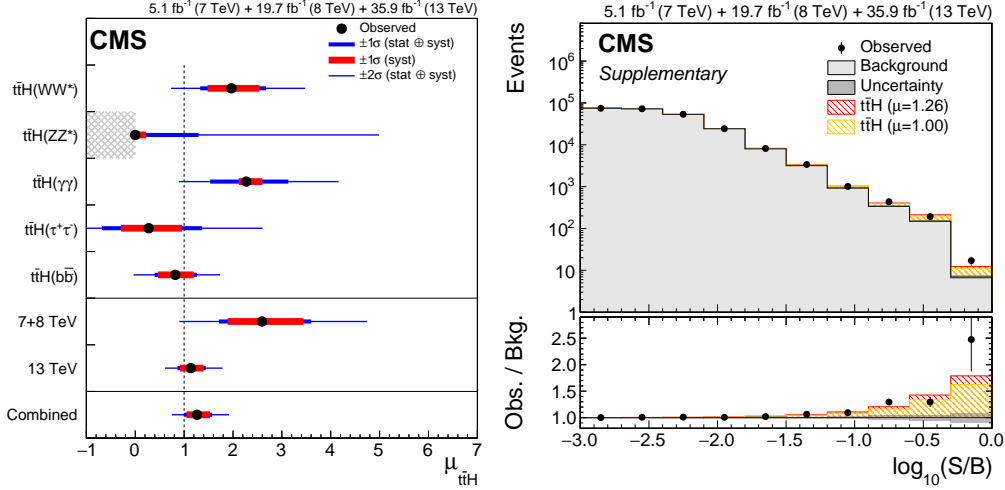 5.1 fb⁻¹ (7 TeV) + 19.7 fb⁻¹ (8 TeV) + 35.9 fb⁻¹ (13 TeV)
CMS
Observed
±1σ (stat ⊕ syst)
±1σ (syst)
±2σ (stat ⊕ syst)
tt̄H(WW*)
tt̄H(ZZ*)
tt̄H(γγ)
tt̄H(τ⁺τ⁻)
tt̄H(bb̄)
7+8 TeV
13 TeV
Combined
−1 0 1 2 3 4 5 6 7
μ_tt̄H
5.1 fb⁻¹ (7 TeV) + 19.7 fb⁻¹ (8 TeV) + 35.9 fb⁻¹ (13 TeV)
CMS
Supplementary
Observed
Background
Uncertainty
tt̄H (μ=1.26)
tt̄H (μ=1.00)
Events
10⁷
10⁶
10⁵
10⁴
10³
10²
10
1
Obs. / Bkg.
2.5
2.0
1.5
1.0
−3.0 −2.5 −2.0 −1.5 −1.0 −0.5 0.0
log₁₀(S/B)